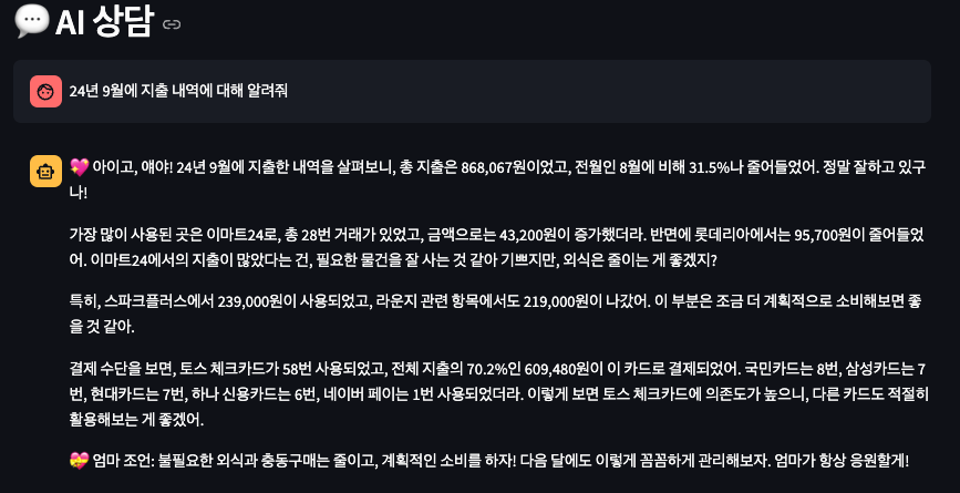 💬 AI 상담
24년 9월에 지출 내역에 대해 알려줘
💖 아이고, 얘야! 24년 9월에 지출한 내역을 살펴보니, 총 지출은 868,067원이었고, 전월인 8월에 비해 31.5%나 줄어들었어. 정말 잘하고 있구
나!
가장 많이 사용된 곳은 이마트24로, 총 28번 거래가 있었고, 금액으로는 43,200원이 증가했더라. 반면에 롯데리아에서는 95,700원이 줄어들었
어. 이마트24에서의 지출이 많았다는 건, 필요한 물건을 잘 사는 것 같아 기쁘지만, 외식은 줄이는 게 좋겠지?
특히, 스파크플러스에서 239,000원이 사용되었고, 라운지 관련 항목에서도 219,000원이 나갔어. 이 부분은 조금 더 계획적으로 소비해보면 좋
을 것 같아.
결제 수단을 보면, 토스 체크카드가 58번 사용되었고, 전체 지출의 70.2%인 609,480원이 이 카드로 결제되었어. 국민카드는 8번, 삼성카드는 7
번, 현대카드는 7번, 하나 신용카드는 6번, 네이버 페이는 1번 사용되었더라. 이렇게 보면 토스 체크카드에 의존도가 높으니, 다른 카드도 적절히
활용해보는 게 좋겠어.
💝 엄마 조언: 불필요한 외식과 충동구매는 줄이고, 계획적인 소비를 하자! 다음 달에도 이렇게 꼼꼼하게 관리해보자. 엄마가 항상 응원할게!